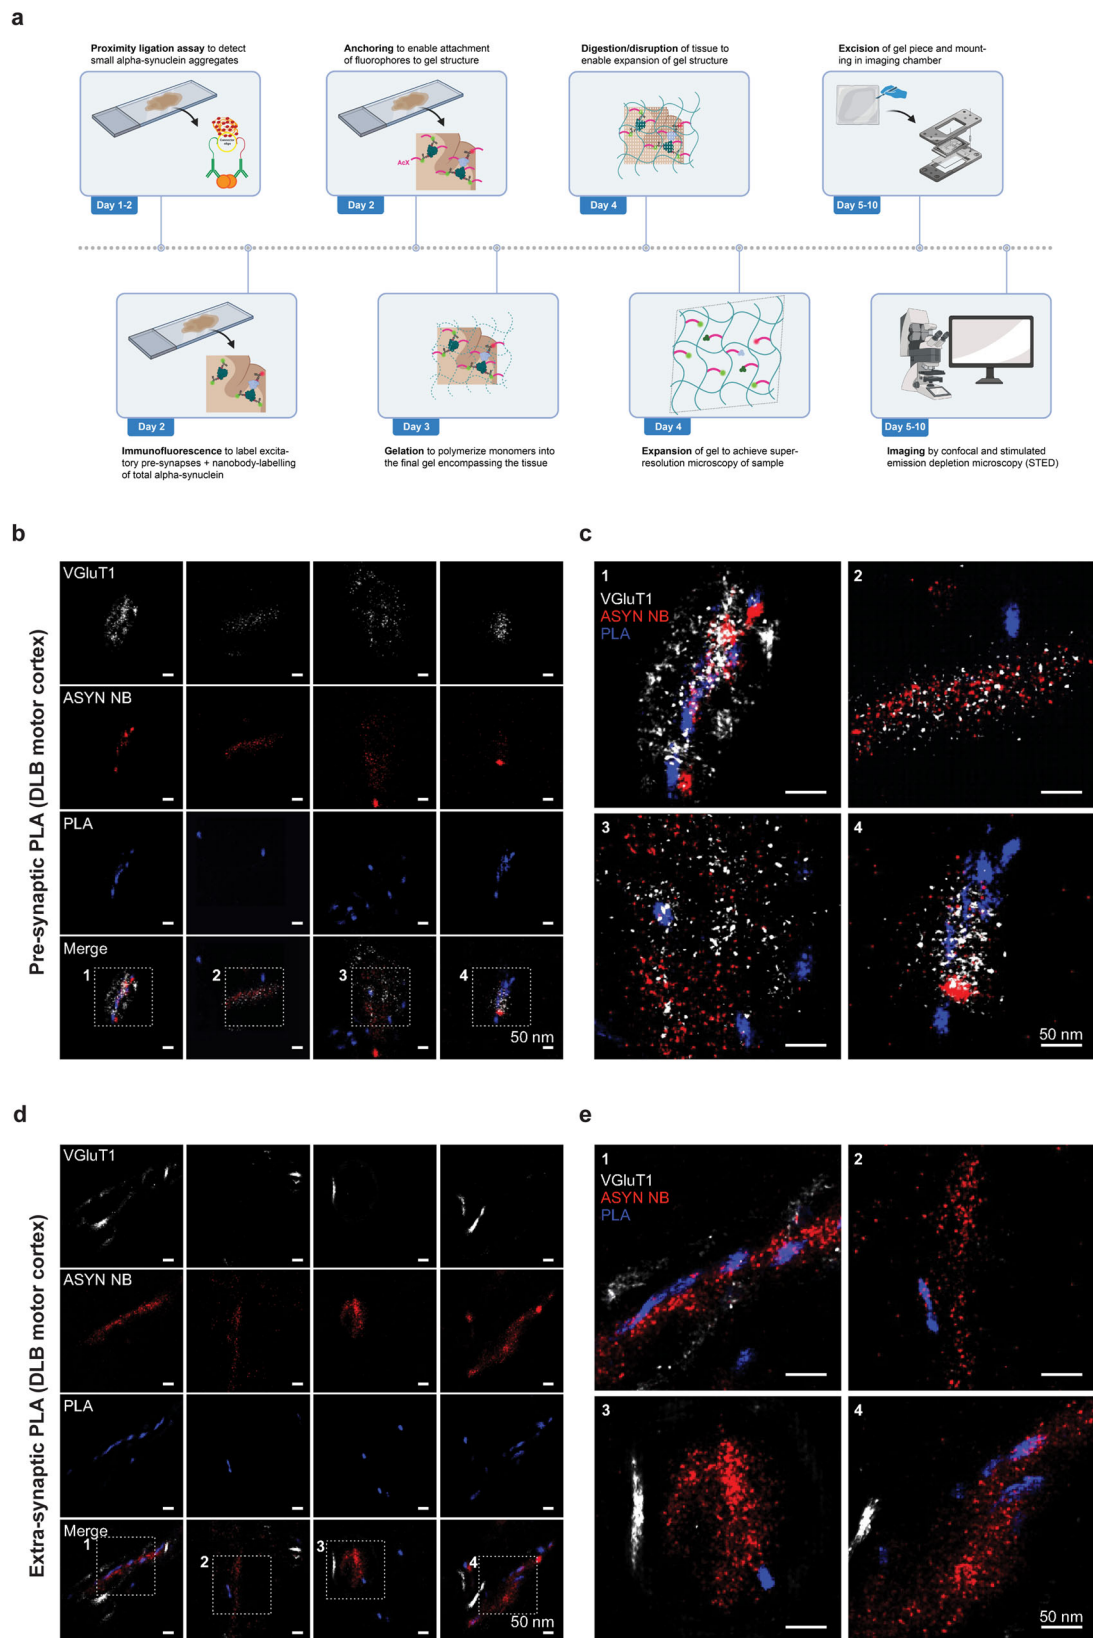 a
Proximity ligation assay to detect
small alpha-synuclein aggregates
Anchoring to enable attachment
of fluorophores to gel structure
Digestion/disruption of tissue to
enable expansion of gel structure
Excision of gel piece and mount-
ing in imaging chamber
AcX
Day 1-2
Day 2
Day 4
Day 5-10
Day 2
Day 3
Day 4
Day 5-10
Immunofluorescence to label excita-
tory pre-synapses + nanobody-labelling
of total alpha-synuclein
Gelation to polymerize monomers into
the final gel encompassing the tissue
Expansion of gel to achieve super-
resolution microscopy of sample
Imaging by confocal and stimulated
emission depletion microscopy (STED)
b
Pre-synaptic PLA (DLB motor cortex)
VGluT1
ASYN NB
PLA
Merge
1
2
3
4
50 nm
c
1
VGluT1
ASYN NB
PLA
2
3
4
50 nm
d
Extra-synaptic PLA (DLB motor cortex)
VGluT1
ASYN NB
PLA
Merge
1
2
3
4
50 nm
e
1
VGluT1
ASYN NB
PLA
2
3
4
50 nm